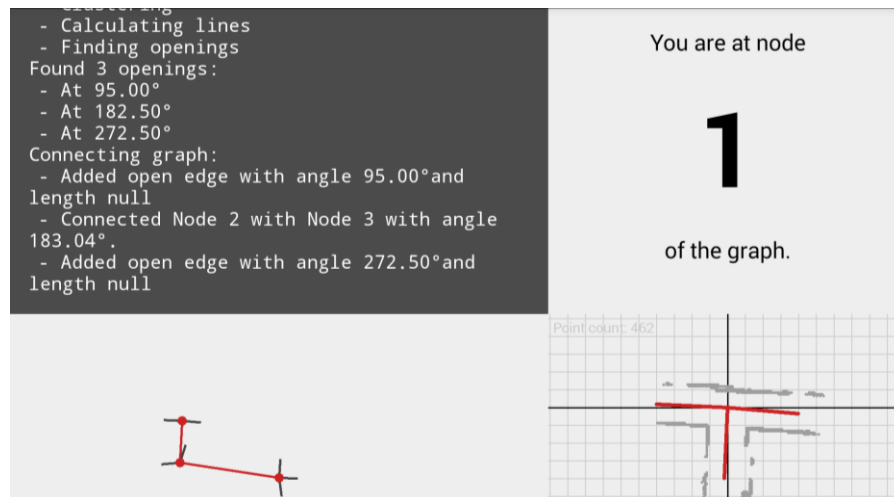 - Clustering
- Calculating lines
- Finding openings
Found 3 openings:
- At 95.00°
- At 182.50°
- At 272.50°
Connecting graph:
- Added open edge with angle 95.00°and
length null
- Connected Node 2 with Node 3 with angle
183.04°.
- Added open edge with angle 272.50°and
length null
You are at node
1
of the graph.
Point count: 462